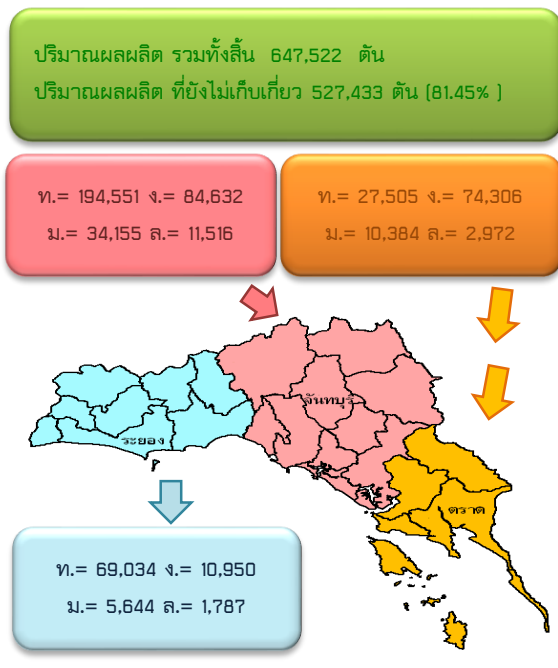 ปริมาณผลผลิต รวมทั้งสิ้น 647,522 ตัน
ปริมาณผลผลิต ที่ยังไม่เก็บเกี่ยว 527,433 ตัน (81.45% )
ท.= 194,551 ง.= 84,632
ม.= 34,155 ล.= 11,516
ท.= 27,505 ง.= 74,306
ม.= 10,384 ล.= 2,972
จันทบุรี
ระยอง
ตราด
ท.= 69,034 ง.= 10,950
ม.= 5,644 ล.= 1,787